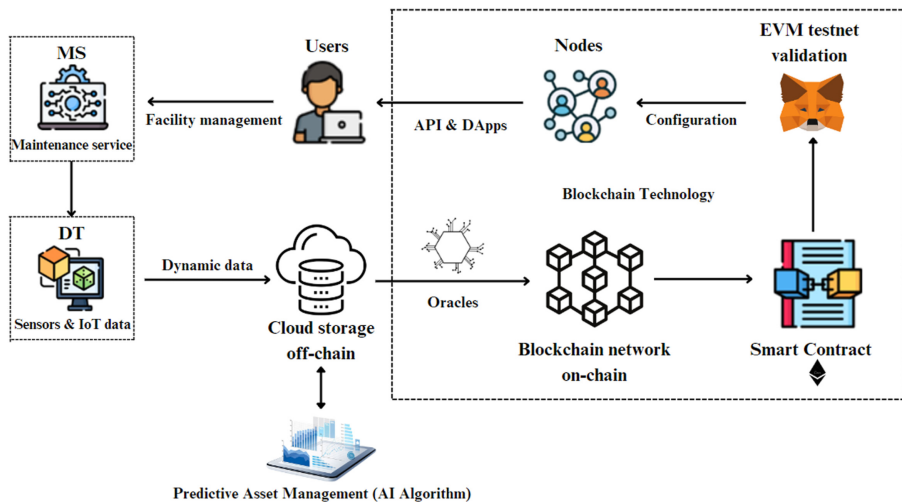 MS
Maintenance service
Facility management
Users
API & DApps
Nodes
Configuration
EVM testnet
validation
Blockchain Technology
DT
Sensors & IoT data
Dynamic data
Cloud storage
off-chain
Oracles
Blockchain network
on-chain
Smart Contract
Predictive Asset Management (AI Algorithm)